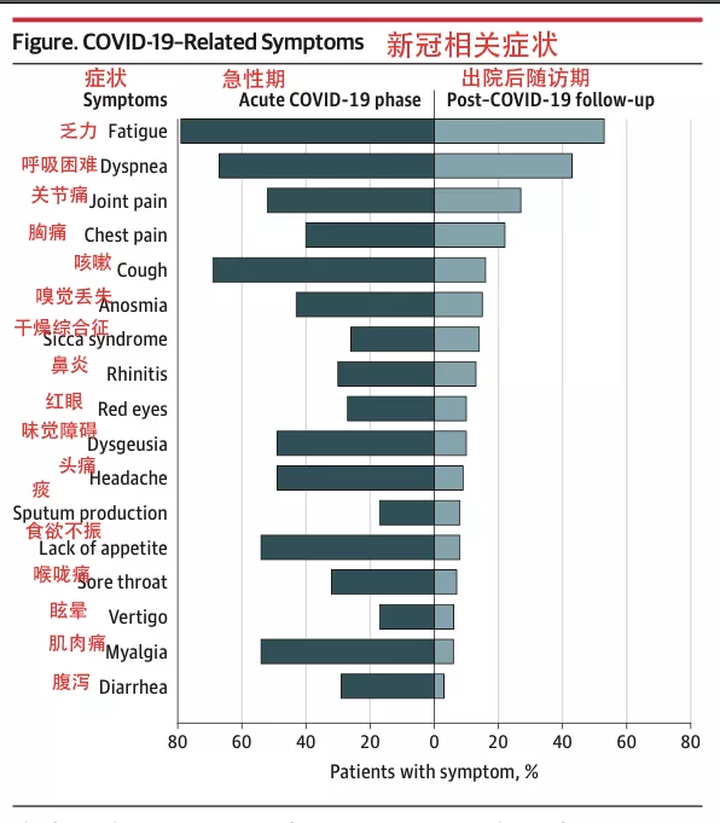 Figure. COVID-19–Related Symptoms 新冠相关症状
症状 急性期 出院后随访期
Symptoms Acute COVID-19 phase Post–COVID-19 follow-up
乏力 Fatigue
呼吸困难 Dyspnea
关节痛 Joint pain
胸痛 Chest pain
咳嗽 Cough
嗅觉丢失 Anosmia
干燥综合征 Sicca syndrome
鼻炎 Rhinitis
红眼 Red eyes
味觉障碍 Dysgeusia
头痛 Headache
痰 Sputum production
食欲不振 Lack of appetite
喉咙痛 Sore throat
眩晕 Vertigo
肌肉痛 Myalgia
腹泻 Diarrhea
80 60 40 20 0 20 40 60 80
Patients with symptom, %